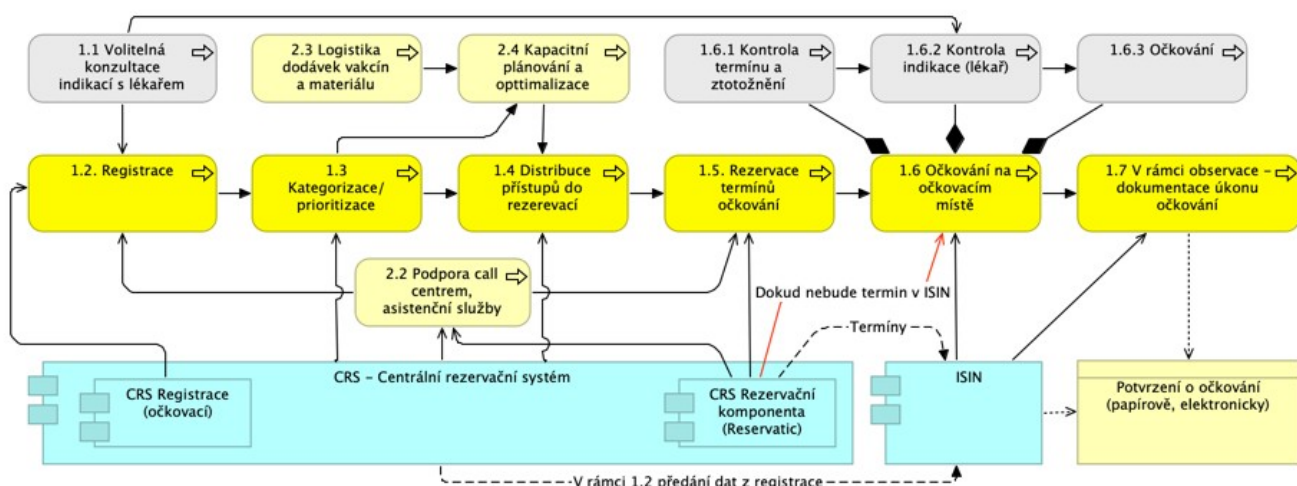 1.1 Volitelná
konzultace
indikací s lékařem
2.3 Logistika
dodávek vakcín
a materiálu
2.4 Kapacitní
plánování a
opttimalizace
1.6.1 Kontrola
termínu a
ztotožnění
1.6.2 Kontrola
indikace (lékař)
1.6.3 Očkování
1.2. Registrace
1.3
Kategorizace/
prioritizace
1.4 Distribuce
přístupů do
rezerevací
1.5. Rezervace
termínů
očkování
1.6 Očkování na
očkovacím
místě
1.7 V rámci observace –
dokumentace úkonu
očkování
2.2 Podpora call
centrem,
asistenční služby
Dokud nebude termin v ISIN
Termíny
CRS – Centrální rezervační systém
CRS Registrace
(očkovací)
CRS Rezervační
komponenta
(Reservatic)
ISIN
Potvrzení o očkování
(papírově, elektronicky)
V rámci 1.2 předání dat z registrace